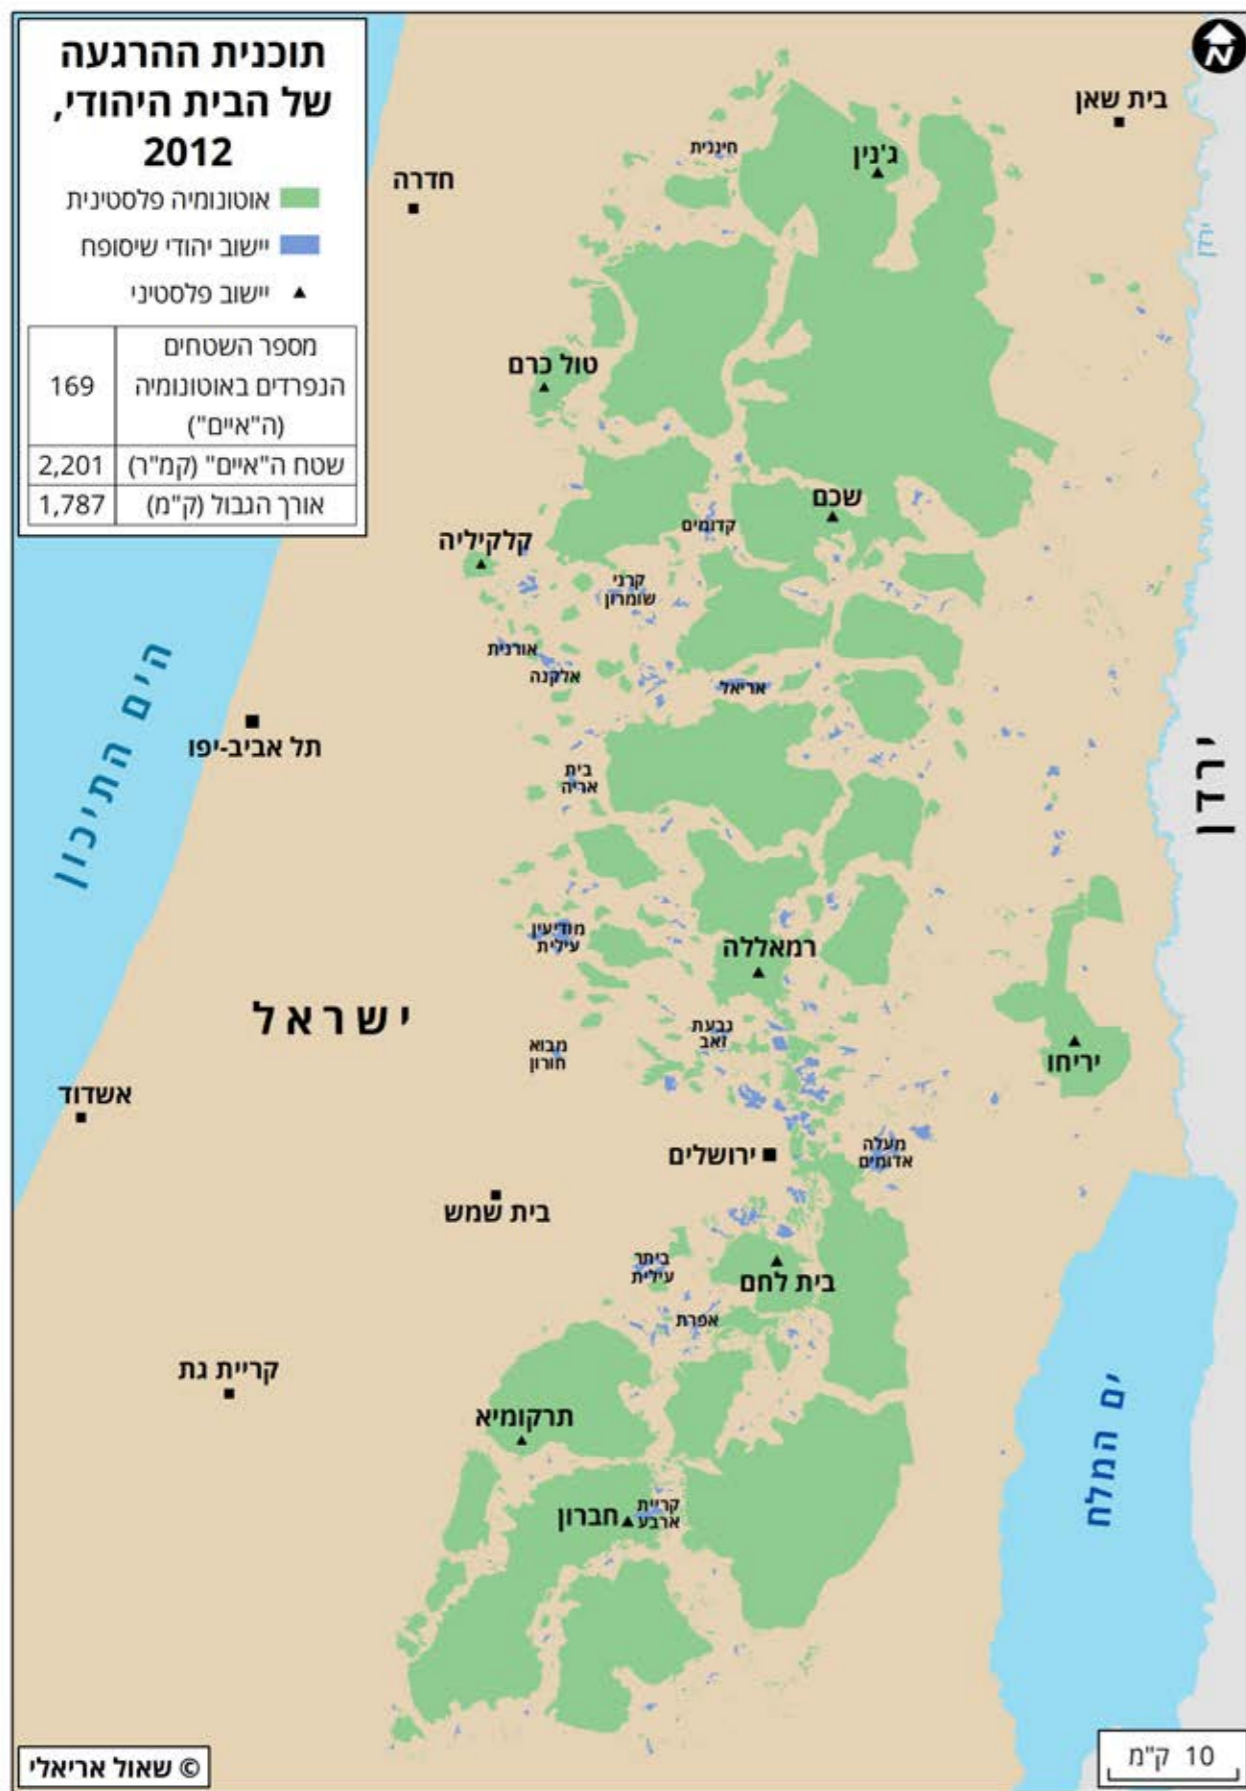 תוכנית ההרגעה
של הבית היהודי,
2012
אוטונומיה פלסטינית
יישוב יהודי שיסופח
יישוב פלסטיני
מספר השטחים
הנפרדים באוטונומיה
(ה"איים")
169
שטח ה"איים" (קמ"ר) 2,201
אורך הגבול (ק"מ) 1,787
N
בית שאן
חיננית
ג'נין
חדרה
ירדן
טול כרם
שכם
קדומים
קלקיליה
קרני
שומרון
אורנית
אלקנה
אריאל
תל אביב-יפו
הים התיכון
בית
אריה
ירדן
מודיעין
עילית
רמאללה
ישראל
גבעת
זאב
מבוא
חורון
יריחו
אשדוד
מעלה
אדומים
ירושלים
בית שמש
ביתר
עילית
בית לחם
אפרת
קריית גת
תרקומיא
ים המלח
קריית
ארבע
חברון
© שאול אריאלי
10 ק"מ